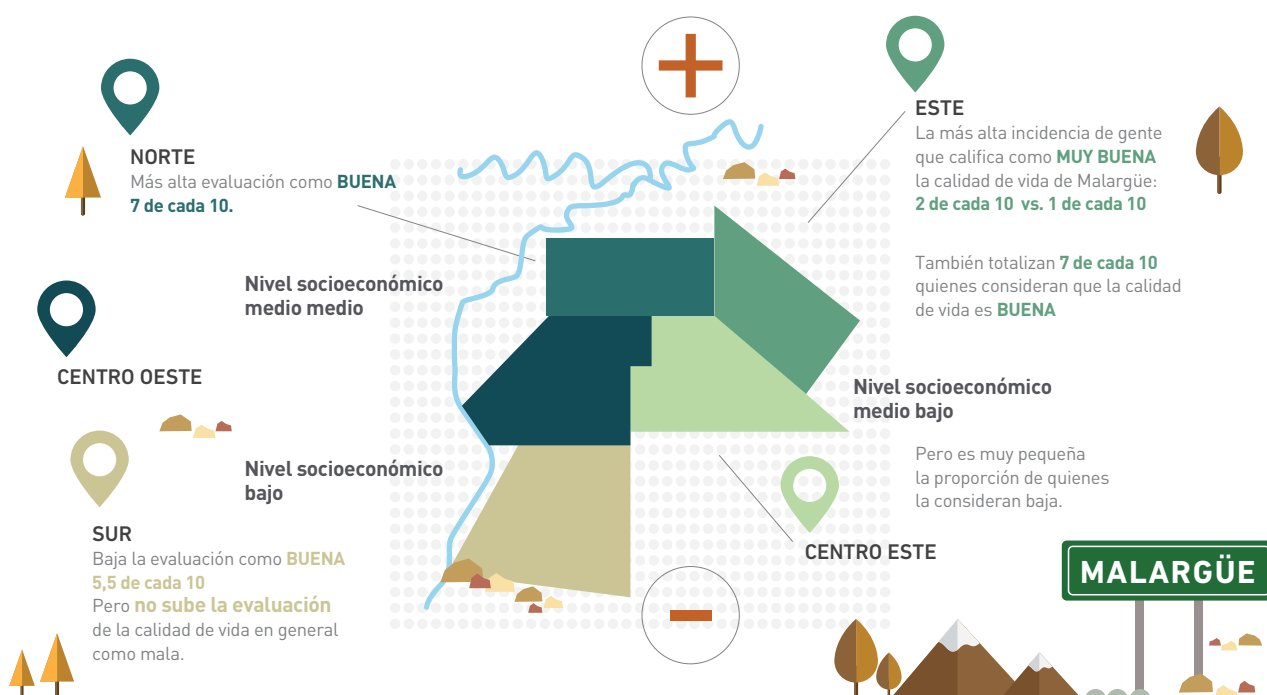 NORTE
Más alta evaluación como BUENA
7 de cada 10.
Nivel socioeconómico
medio medio
CENTRO OESTE
Nivel socioeconómico
bajo
SUR
Baja la evaluación como BUENA
5,5 de cada 10
Pero no sube la evaluación
de la calidad de vida en general
como mala.
ESTE
La más alta incidencia de gente
que califica como MUY BUENA
la calidad de vida de Malargüe:
2 de cada 10 vs. 1 de cada 10
También totalizan 7 de cada 10
quienes consideran que la calidad
de vida es BUENA
Nivel socioeconómico
medio bajo
Pero es muy pequeña
la proporción de quienes
la consideran baja.
CENTRO ESTE
MALARGÜE